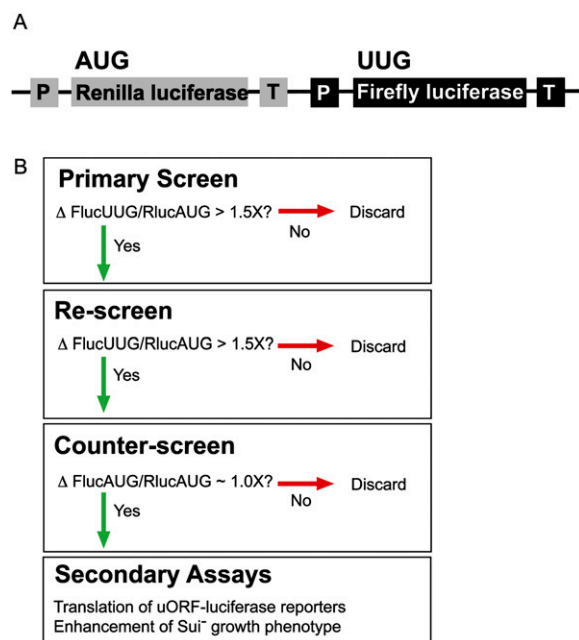 A
AUG UUG
P Renilla luciferase T P Firefly luciferase T
B
Primary Screen
Δ FlucUUG/RlucAUG > 1.5X? Discard
No
Yes
Re-screen
Δ FlucUUG/RlucAUG > 1.5X? Discard
No
Yes
Counter-screen
Δ FlucAUG/RlucAUG ~ 1.0X? Discard
No
Yes
Secondary Assays
Translation of uORF-luciferase reporters
Enhancement of Sui⁻ growth phenotype